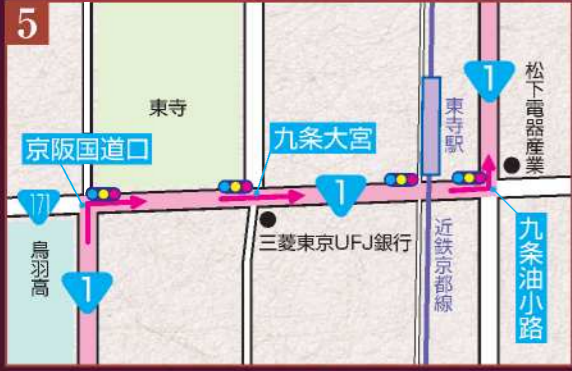 5
東寺
京阪国道口
九条大宮
1
東寺駅
松下電器産業
171
1
鳥羽高
1
三菱東京UFJ銀行
近鉄京都線
九条油小路